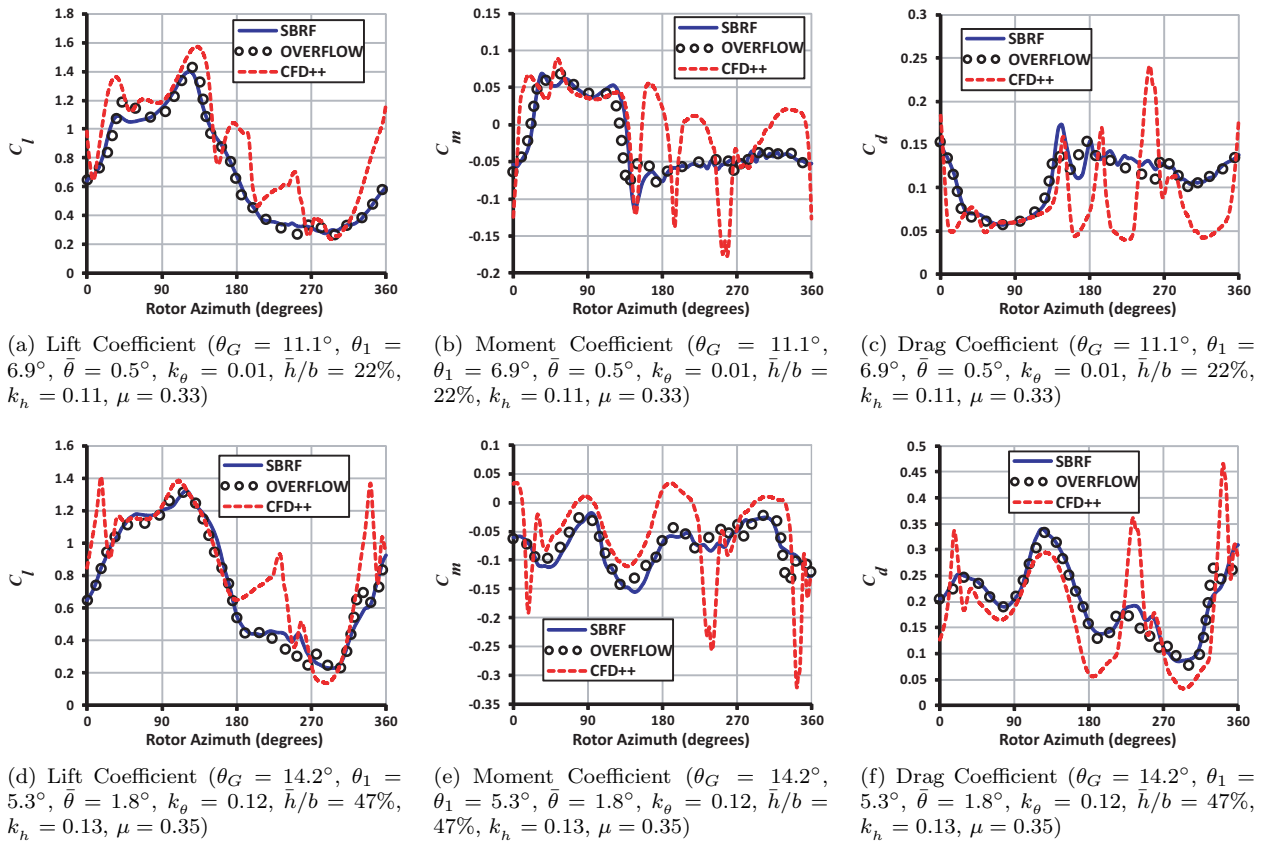 1.8
1.6
1.4
1.2
1
0.8
0.6
0.4
0.2
0
C_l
SBRF
OVERFLOW
CFD++
0 90 180 270 360
Rotor Azimuth (degrees)
0.15
0.1
0.05
0
-0.05
-0.1
-0.15
-0.2
C_m
SBRF
OVERFLOW
CFD++
0 90 180 270 360
Rotor Azimuth (degrees)
0.3
0.25
0.2
0.15
0.1
0.05
0
C_d
SBRF
OVERFLOW
CFD++
0 90 180 270 360
Rotor Azimuth (degrees)
(a) Lift Coefficient (θ_G = 11.1°, θ_1 =
6.9°, θ̄ = 0.5°, k_θ = 0.01, h̄/b = 22%,
k_h = 0.11, μ = 0.33)
(b) Moment Coefficient (θ_G = 11.1°,
θ_1 = 6.9°, θ̄ = 0.5°, k_θ = 0.01, h̄/b =
22%, k_h = 0.11, μ = 0.33)
(c) Drag Coefficient (θ_G = 11.1°, θ_1 =
6.9°, θ̄ = 0.5°, k_θ = 0.01, h̄/b = 22%,
k_h = 0.11, μ = 0.33)
1.6
1.4
1.2
1
0.8
0.6
0.4
0.2
0
C_l
SBRF
OVERFLOW
CFD++
0 90 180 270 360
Rotor Azimuth (degrees)
0.1
0.05
0
-0.05
-0.1
-0.15
-0.2
-0.25
-0.3
-0.35
C_m
SBRF
OVERFLOW
CFD++
0 90 180 270 360
Rotor Azimuth (degrees)
0.5
0.45
0.4
0.35
0.3
0.25
0.2
0.15
0.1
0.05
0
C_d
SBRF
OVERFLOW
CFD++
0 90 180 270 360
Rotor Azimuth (degrees)
(d) Lift Coefficient (θ_G = 14.2°, θ_1 =
5.3°, θ̄ = 1.8°, k_θ = 0.12, h̄/b = 47%,
k_h = 0.13, μ = 0.35)
(e) Moment Coefficient (θ_G = 14.2°,
θ_1 = 5.3°, θ̄ = 1.8°, k_θ = 0.12, h̄/b =
47%, k_h = 0.13, μ = 0.35)
(f) Drag Coefficient (θ_G = 14.2°, θ_1 =
5.3°, θ̄ = 1.8°, k_θ = 0.12, h̄/b = 47%,
k_h = 0.13, μ = 0.35)